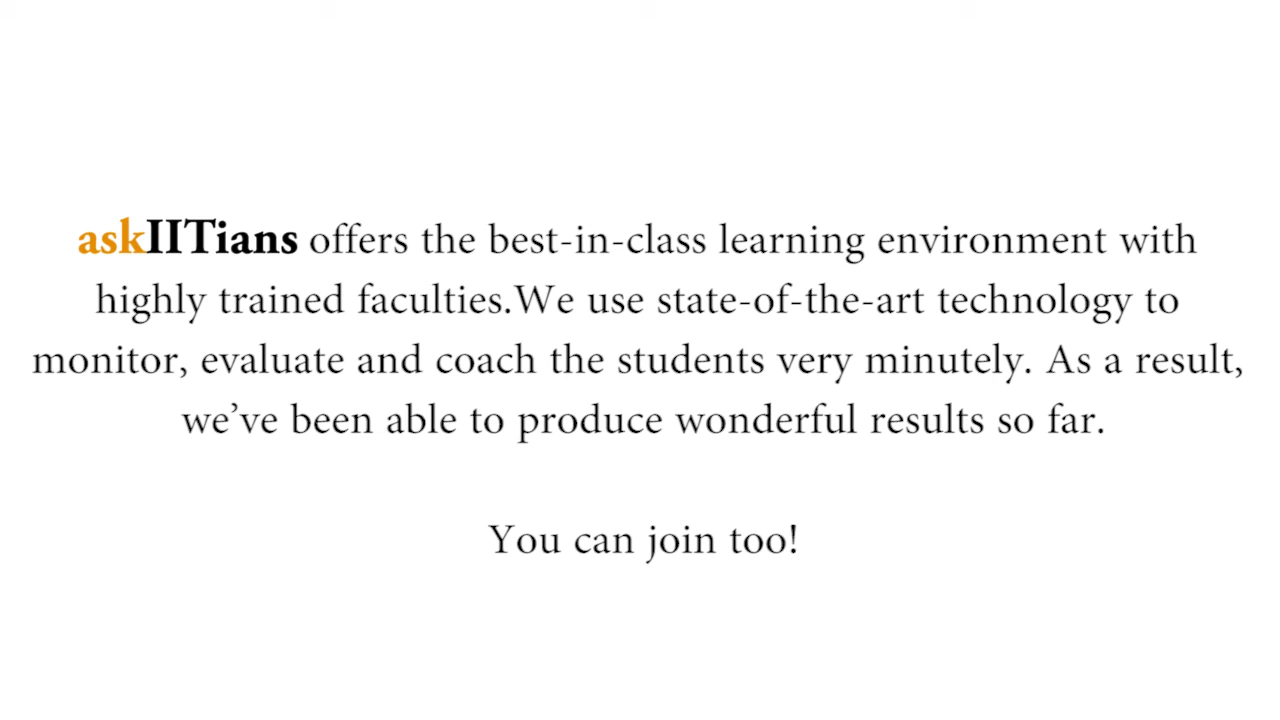 askIITians offers the best-in-class learning environment with
highly trained faculties.We use state-of-the-art technology to
monitor, evaluate and coach the students very minutely. As a result,
we’ve been able to produce wonderful results so far.
You can join too!